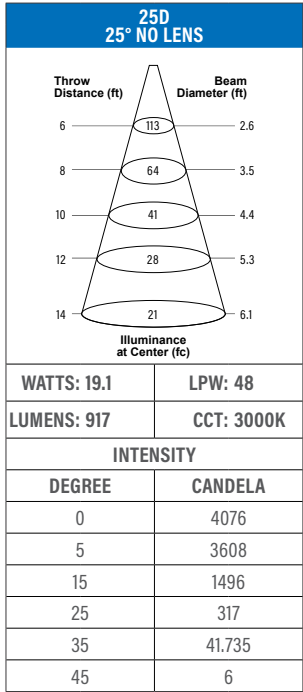 25D
25° NO LENS
Throw
Distance (ft)
Beam
Diameter (ft)
6 113 2.6
8 64 3.5
10 41 4.4
12 28 5.3
14 21 6.1
Illuminance
at Center (fc)
WATTS: 19.1 LPW: 48
LUMENS: 917 CCT: 3000K
INTENSITY
DEGREE CANDELA
0 4076
5 3608
15 1496
25 317
35 41.735
45 6